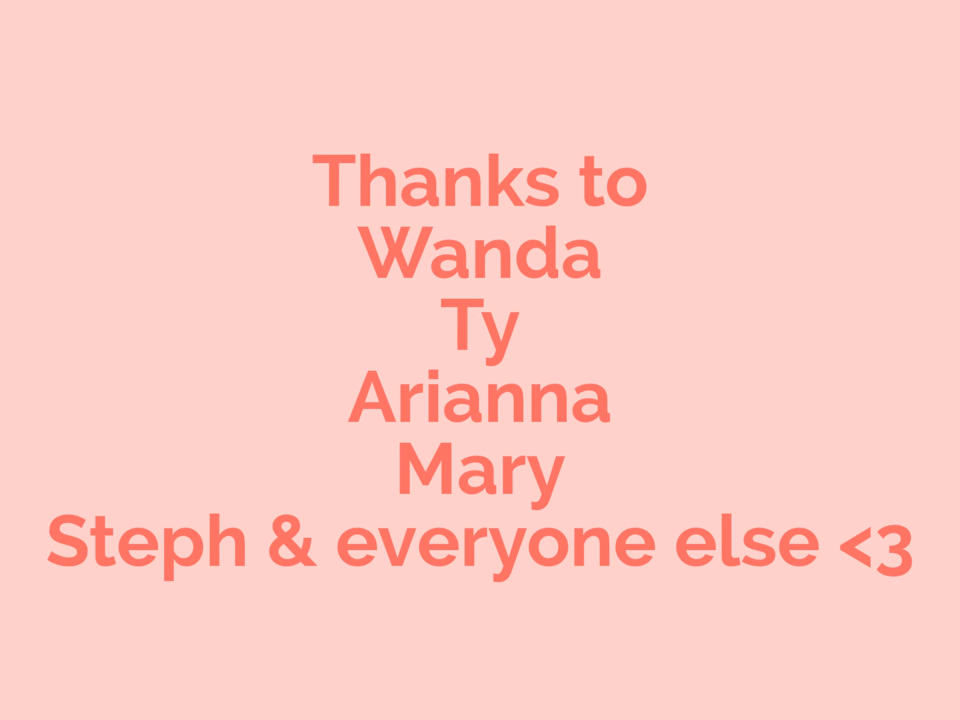 Thanks to
Wanda
Ty
Arianna
Mary
Steph & everyone else <3